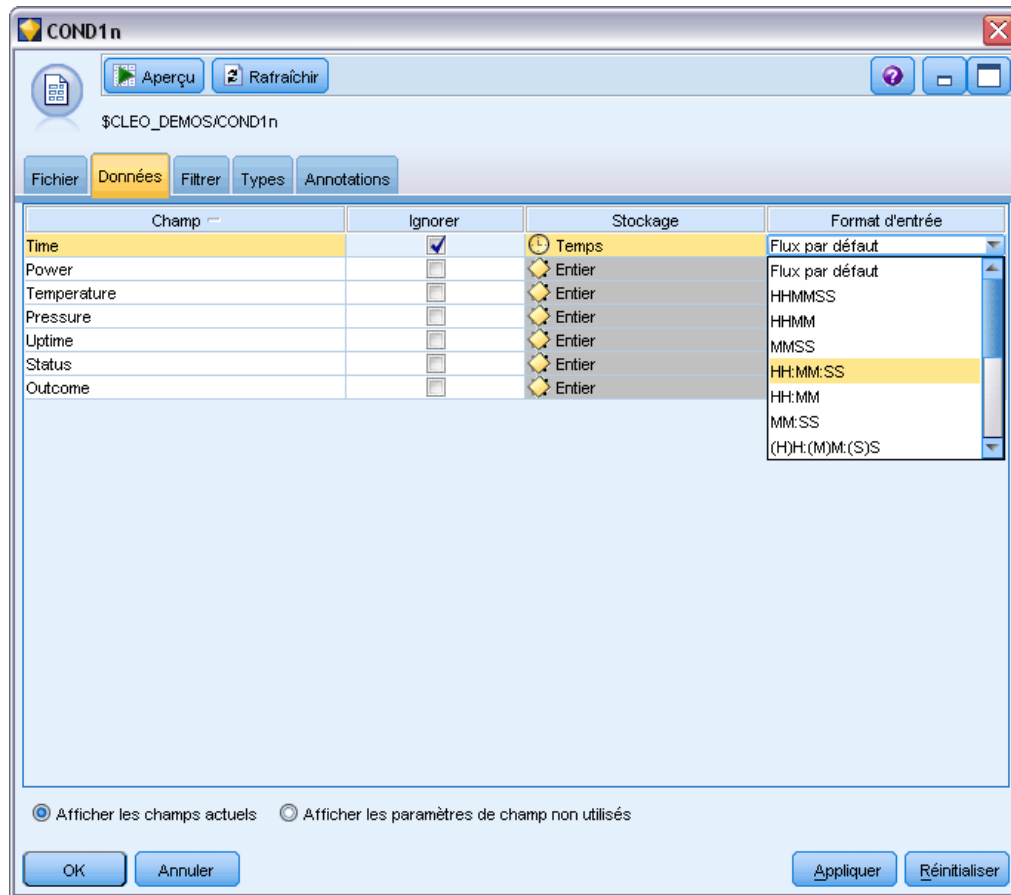 COND1n
Aperçu Rafraîchir
$CLEO_DEMOS/COND1n
Fichier Données Filtrer Types Annotations
Champ Ignorer Stockage Format d'entrée
Time Temps Flux par défaut
Power Entier Flux par défaut
Temperature Entier HHMMSS
Pressure Entier HHMM
Uptime Entier MMSS
Status Entier HH:MM:SS
Outcome Entier HH:MM
MM:SS
(H)H:(M)M:(S)S
Afficher les champs actuels Afficher les paramètres de champ non utilisés
OK Annuler Appliquer Réinitialiser